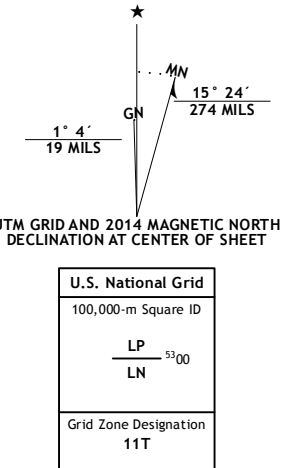 ★
MN
GN
15° 24´
274 MILS
1° 4´
19 MILS
UTM GRID AND 2014 MAGNETIC NORTH
DECLINATION AT CENTER OF SHEET
U.S. National Grid
100,000-m Square ID
LP
5300
LN
Grid Zone Designation
11T